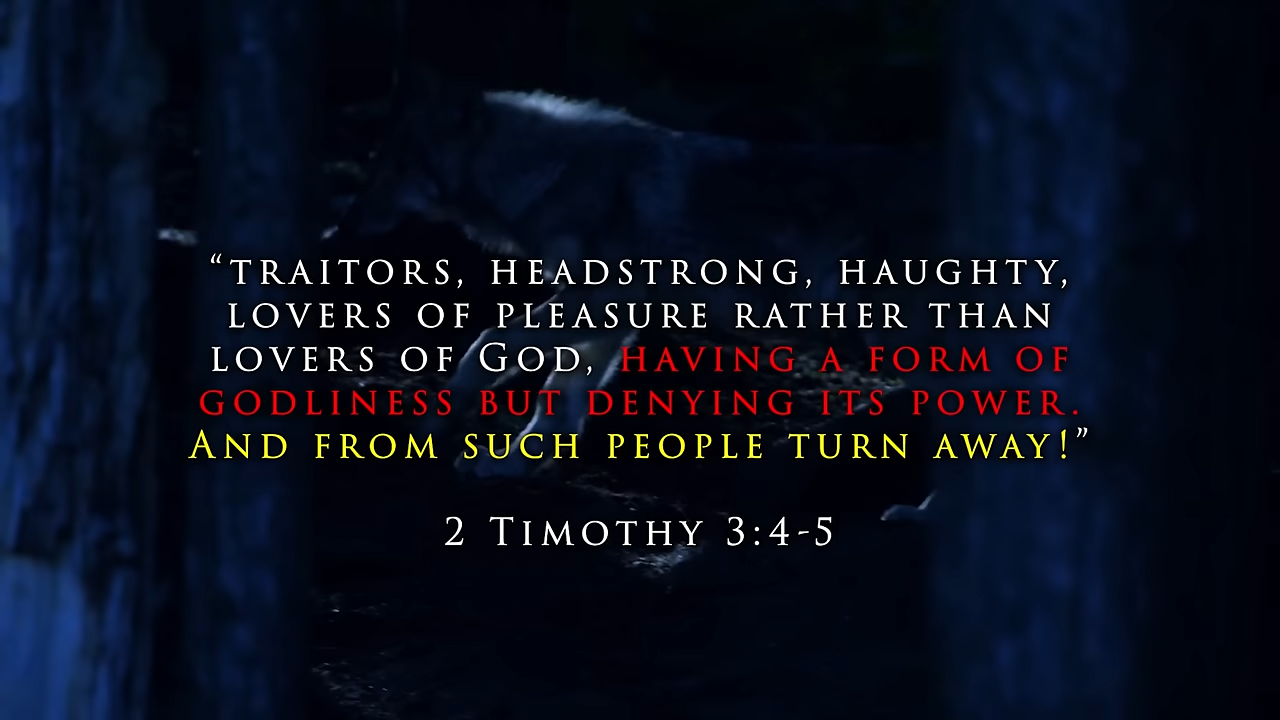 “TRAITORS, HEADSTRONG, HAUGHTY,
LOVERS OF PLEASURE RATHER THAN
LOVERS OF GOD, HAVING A FORM OF
GODLINESS BUT DENYING ITS POWER.
AND FROM SUCH PEOPLE TURN AWAY!”
2 TIMOTHY 3:4-5